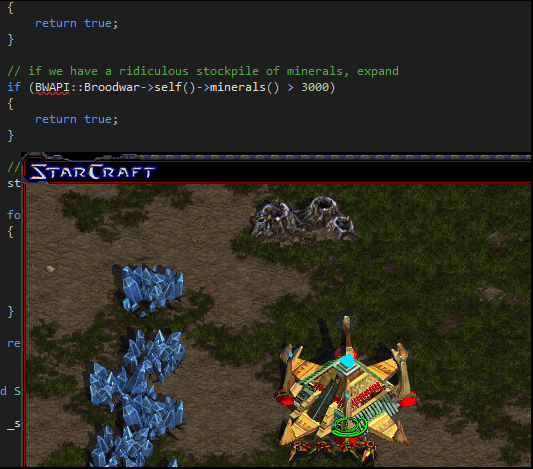 {
return true;
}
// if we have a ridiculous stockpile of minerals, expand
if (BWAPI::Broodwar->self()->minerals() > 3000)
{
return true;
}
//
st
STARCRAFT
fo
{
}
re
d S
_s